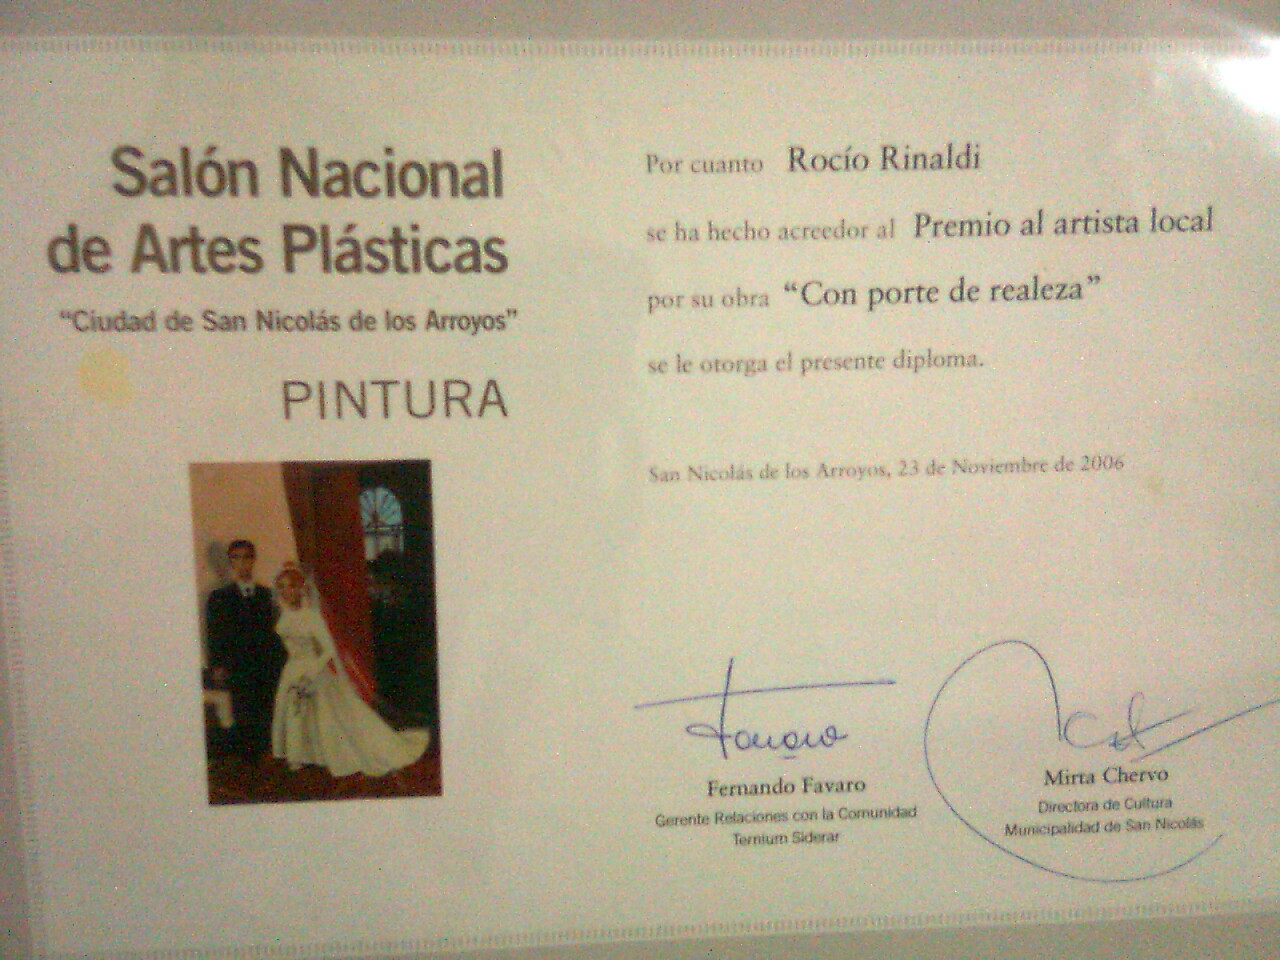 Salón Nacional
de Artes Plásticas
“Ciudad de San Nicolás de los Arroyos”
PINTURA
Por cuanto Rocío Rinaldi
se ha hecho acreedor al Premio al artista local
por su obra “Con porte de realeza”
se le otorga el presente diploma.
San Nicolás de los Arroyos, 23 de Noviembre de 2006
Fernando Favaro
Gerente Relaciones con la Comunidad
Ternium Siderar
Mirta Chervo
Directora de Cultura
Municipalidad de San Nicolás